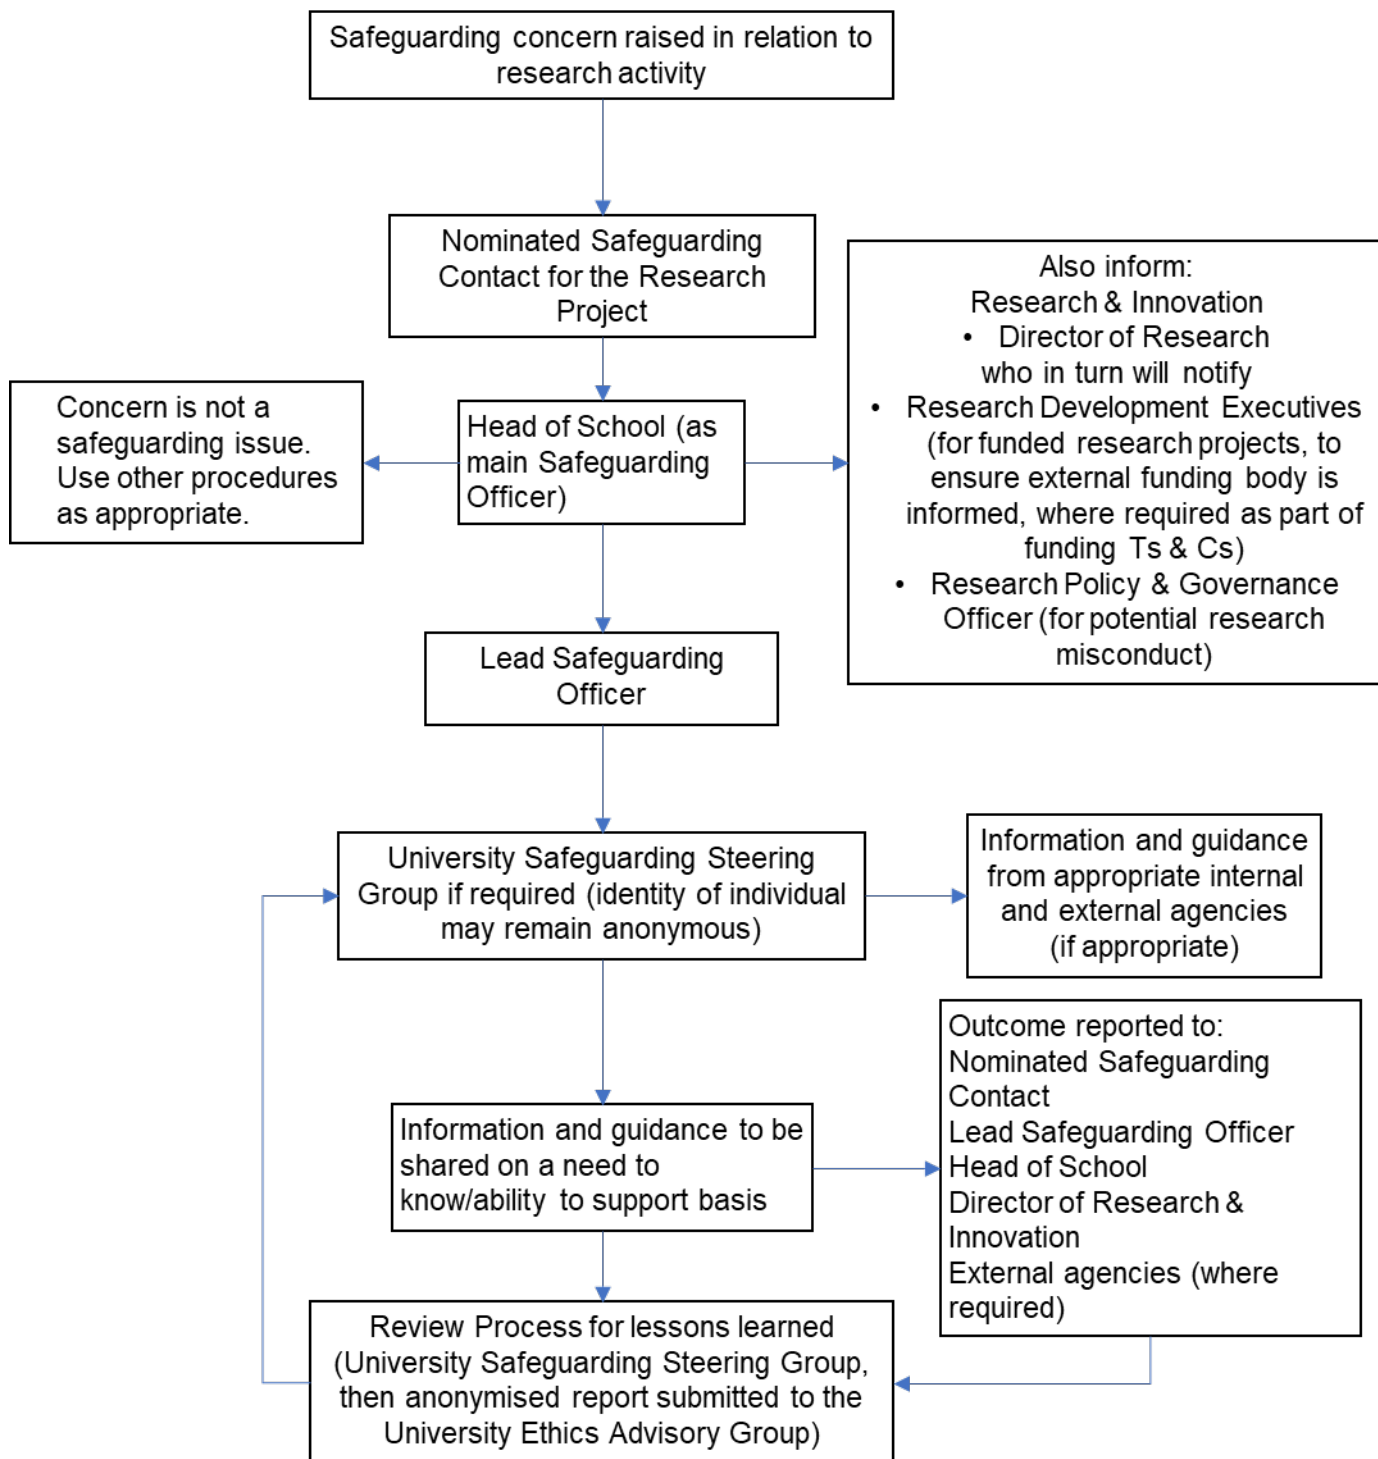 Safeguarding concern raised in relation to
research activity
Nominated Safeguarding
Contact for the Research
Project
Also inform:
Research & Innovation
• Director of Research
who in turn will notify
• Research Development Executives
(for funded research projects, to
ensure external funding body is
informed, where required as part of
funding Ts & Cs)
• Research Policy & Governance
Officer (for potential research
misconduct)
Concern is not a
safeguarding issue.
Use other procedures
as appropriate.
Head of School (as
main Safeguarding
Officer)
Lead Safeguarding
Officer
University Safeguarding Steering
Group if required (identity of individual
may remain anonymous)
Information and guidance
from appropriate internal
and external agencies
(if appropriate)
Information and guidance to be
shared on a need to
know/ability to support basis
Outcome reported to:
Nominated Safeguarding
Contact
Lead Safeguarding Officer
Head of School
Director of Research &
Innovation
External agencies (where
required)
Review Process for lessons learned
(University Safeguarding Steering Group,
then anonymised report submitted to the
University Ethics Advisory Group)